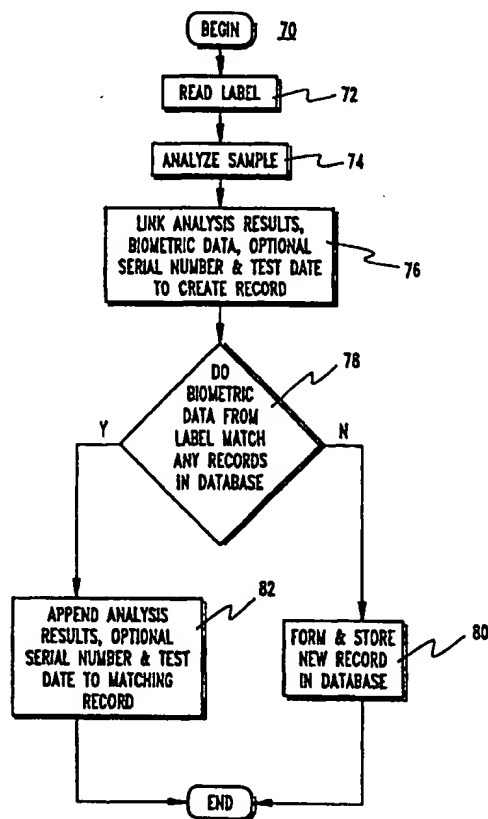 BEGIN
70
READ LABEL
72
ANALYZE SAMPLE
74
LINK ANALYSIS RESULTS,
BIOMETRIC DATA, OPTIONAL
SERIAL NUMBER & TEST DATE
TO CREATE RECORD
76
DO
BIOMETRIC
DATA FROM
LABEL MATCH
ANY RECORDS
IN DATABASE
78
Y
N
APPEND ANALYSIS
RESULTS, OPTIONAL
SERIAL NUMBER & TEST
DATE TO MATCHING
RECORD
82
FORM & STORE
NEW RECORD
IN DATABASE
80
END